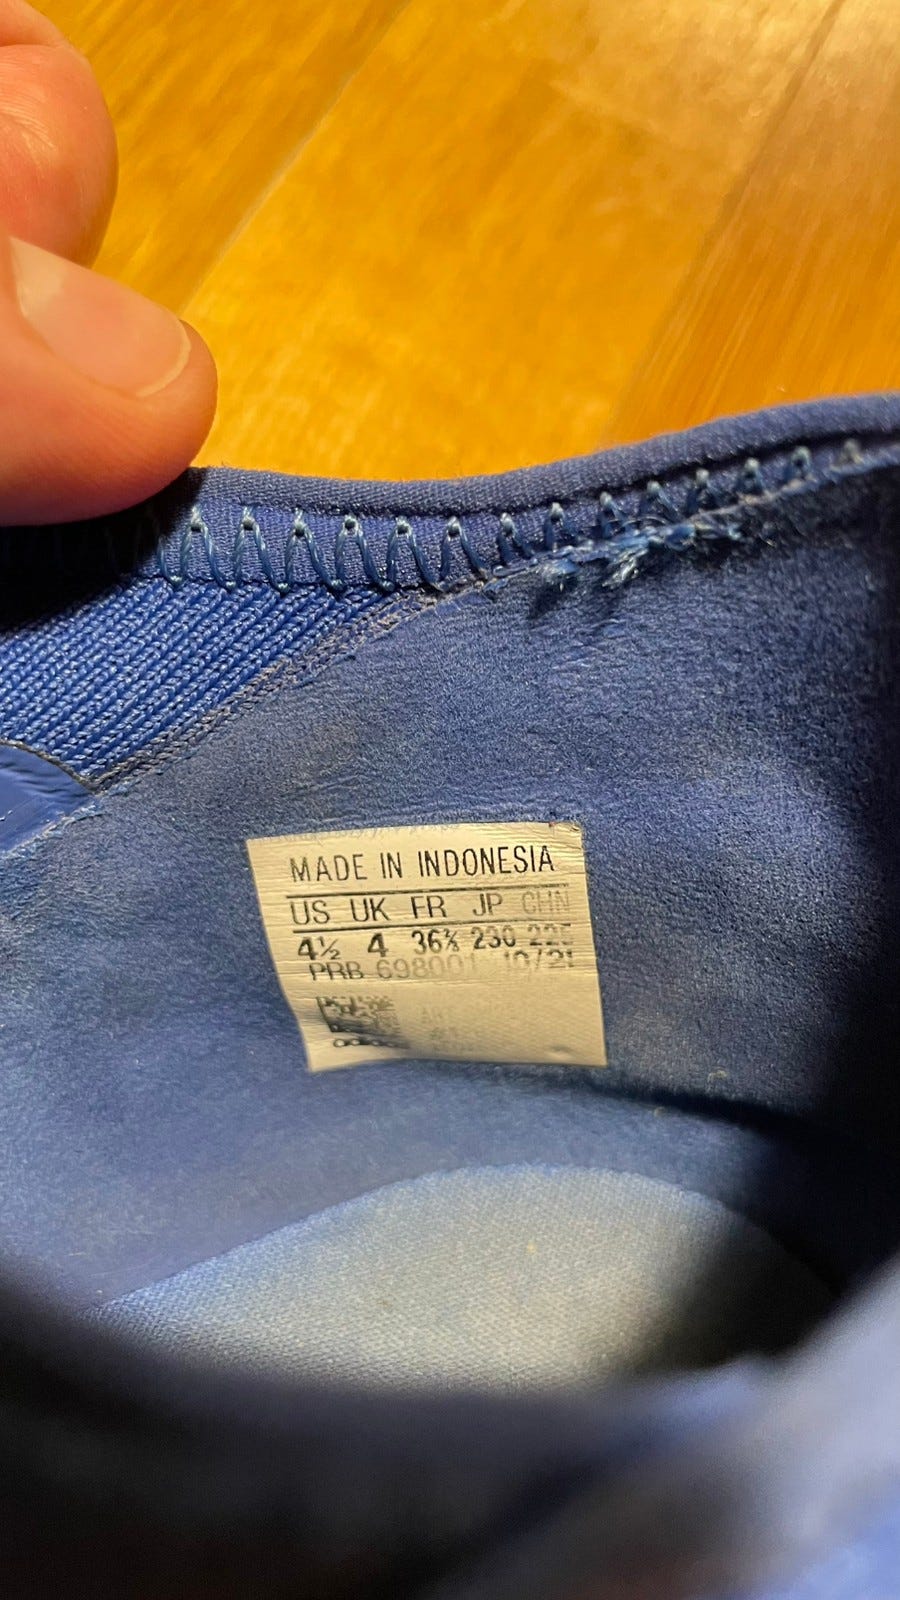 MADE IN INDONESIA
US UK FR JP CHN
4½ 4 36⅔ 230 225
PRB 698001 10/21
adidas